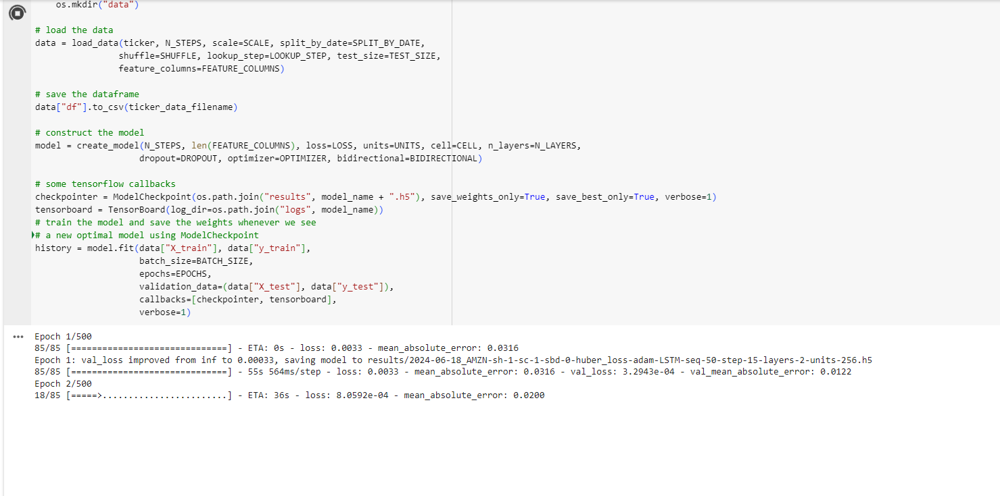 os.mkdir("data")
# load the data
data = load_data(ticker, N_STEPS, scale=SCALE, split_by_date=SPLIT_BY_DATE,
shuffle=SHUFFLE, lookup_step=LOOKUP_STEP, test_size=TEST_SIZE,
feature_columns=FEATURE_COLUMNS)
# save the dataframe
data["df"].to_csv(ticker_data_filename)
# construct the model
model = create_model(N_STEPS, len(FEATURE_COLUMNS), loss=LOSS, units=UNITS, cell=CELL, n_layers=N_LAYERS,
dropout=DROPOUT, optimizer=OPTIMIZER, bidirectional=BIDIRECTIONAL)
# some tensorflow callbacks
checkpointer = ModelCheckpoint(os.path.join("results", model_name + ".h5"), save_weights_only=True, save_best_only=True, verbose=1)
tensorboard = TensorBoard(log_dir=os.path.join("logs", model_name))
# train the model and save the weights whenever we see
# a new optimal model using ModelCheckpoint
history = model.fit(data["X_train"], data["y_train"],
batch_size=BATCH_SIZE,
epochs=EPOCHS,
validation_data=(data["X_test"], data["y_test"]),
callbacks=[checkpointer, tensorboard],
verbose=1)
Epoch 1/500
85/85 [==============================] - ETA: 0s - loss: 0.0033 - mean_absolute_error: 0.0316
Epoch 1: val_loss improved from inf to 0.00033, saving model to results/2024-06-18_AMZN-sh-1-sc-1-sbd-0-huber_loss-adam-LSTM-seq-50-step-15-layers-2-units-256.h5
85/85 [==============================] - 55s 564ms/step - loss: 0.0033 - mean_absolute_error: 0.0316 - val_loss: 3.2943e-04 - val_mean_absolute_error: 0.0122
Epoch 2/500
18/85 [=====>........................] - ETA: 36s - loss: 8.0592e-04 - mean_absolute_error: 0.0200